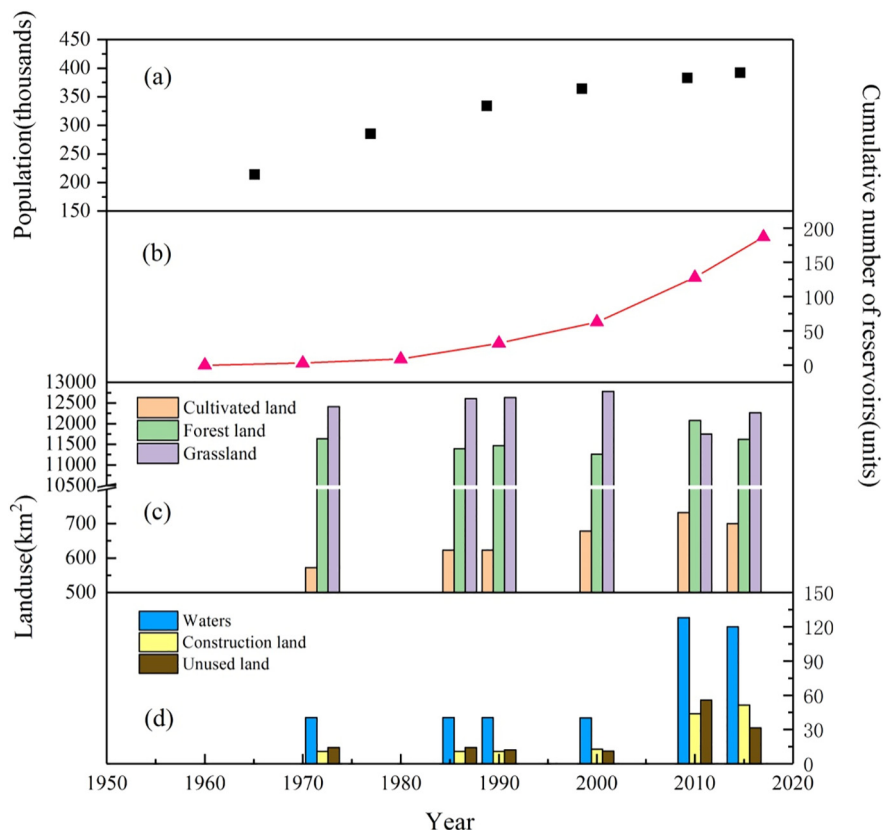 Population(thousands)
450
400
350
300
250
200
150
(a)
(b)
200
150
100
50
0
Cumulative number of reservoirs(units)
13000
12500
12000
11500
11000
10500
700
600
500
Cultivated land
Forest land
Grassland
(c)
Landuse(km²)
Waters
Construction land
Unused land
(d)
150
120
90
60
30
0
1950 1960 1970 1980 1990 2000 2010 2020
Year